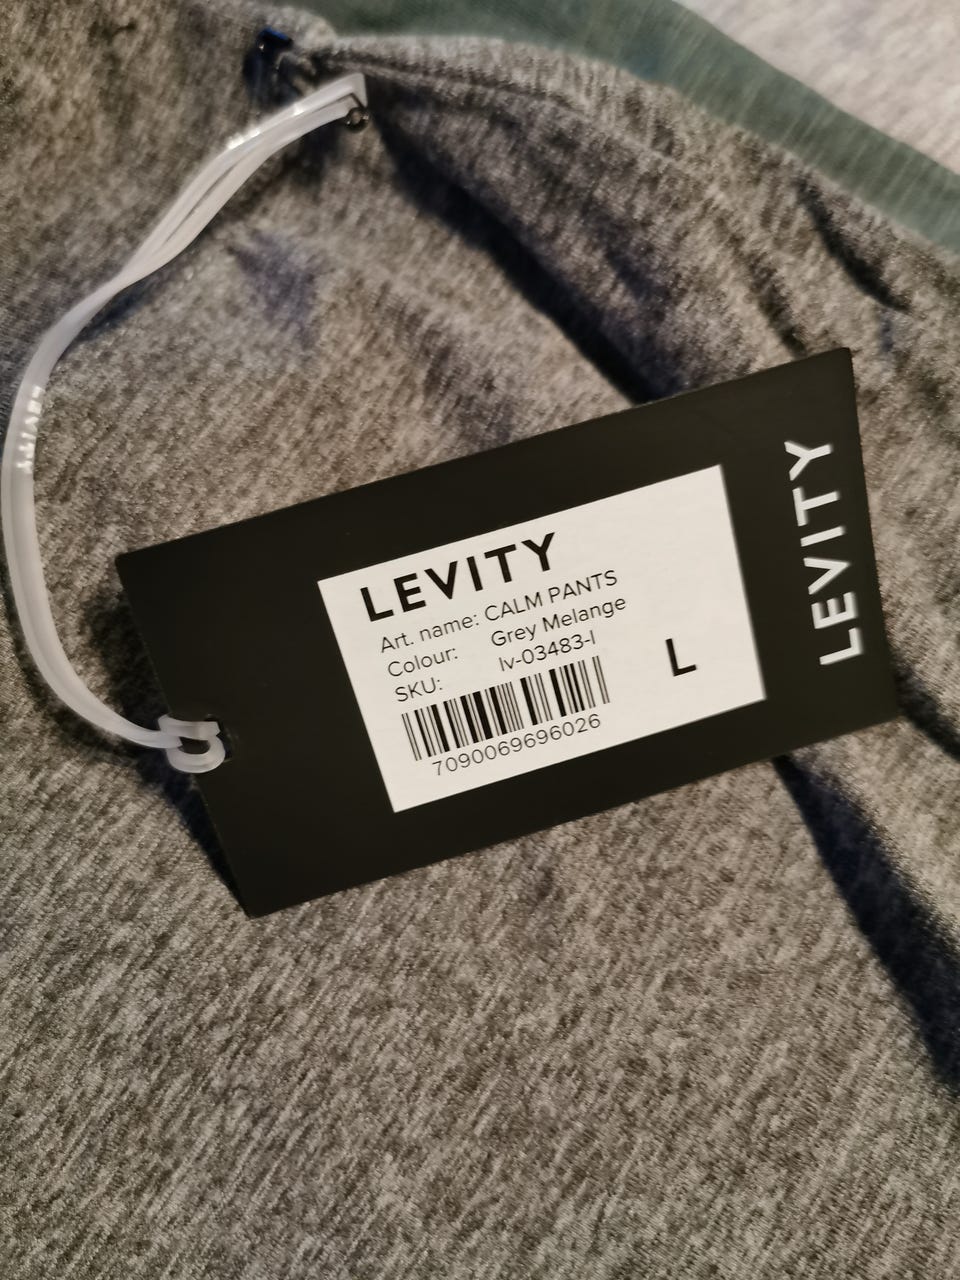 LEVITY
Art. name: CALM PANTS
Colour: Grey Melange
SKU: lv-03483-l
L
7090069696026
LEVITY
LEVITY